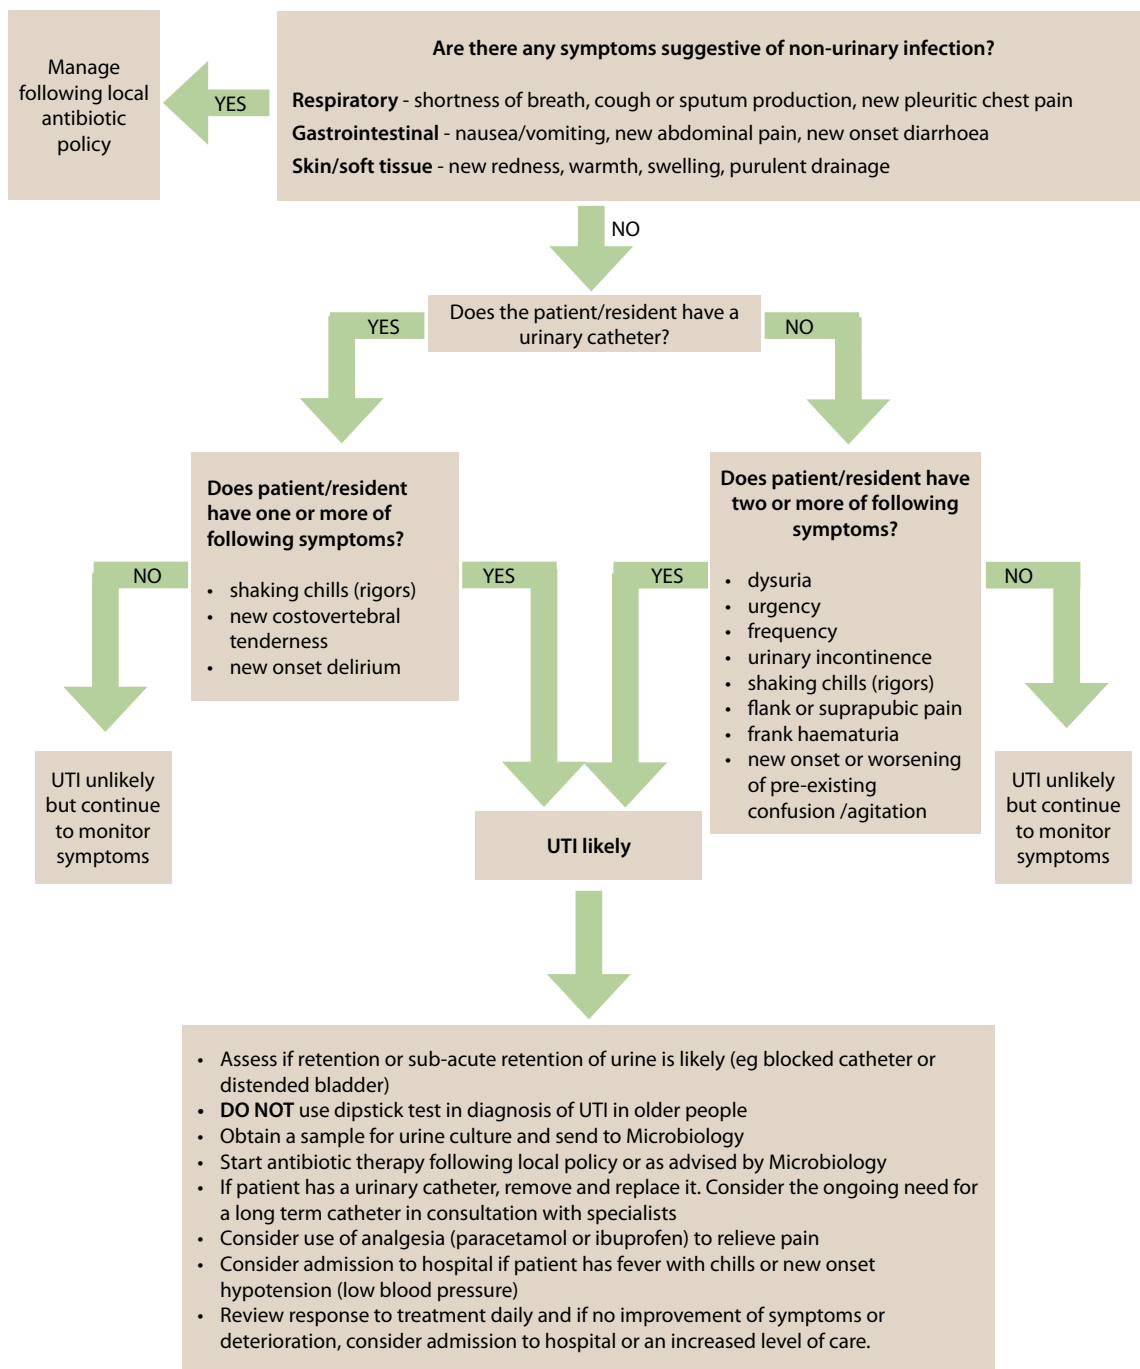 Manage
following local
antibiotic
policy
YES
Are there any symptoms suggestive of non-urinary infection?
Respiratory - shortness of breath, cough or sputum production, new pleuritic chest pain
Gastrointestinal - nausea/vomiting, new abdominal pain, new onset diarrhoea
Skin/soft tissue - new redness, warmth, swelling, purulent drainage
NO
Does the patient/resident have a
urinary catheter?
YES
NO
Does patient/resident
have one or more of
following symptoms?
• shaking chills (rigors)
• new costovertebral
tenderness
• new onset delirium
NO
YES
Does patient/resident have
two or more of following
symptoms?
• dysuria
• urgency
• frequency
• urinary incontinence
• shaking chills (rigors)
• flank or suprapubic pain
• frank haematuria
• new onset or worsening
of pre-existing
confusion /agitation
YES
NO
UTI unlikely
but continue
to monitor
symptoms
UTI likely
UTI unlikely
but continue
to monitor
symptoms
• Assess if retention or sub-acute retention of urine is likely (eg blocked catheter or
distended bladder)
• DO NOT use dipstick test in diagnosis of UTI in older people
• Obtain a sample for urine culture and send to Microbiology
• Start antibiotic therapy following local policy or as advised by Microbiology
• If patient has a urinary catheter, remove and replace it. Consider the ongoing need for
a long term catheter in consultation with specialists
• Consider use of analgesia (paracetamol or ibuprofen) to relieve pain
• Consider admission to hospital if patient has fever with chills or new onset
hypotension (low blood pressure)
• Review response to treatment daily and if no improvement of symptoms or
deterioration, consider admission to hospital or an increased level of care.